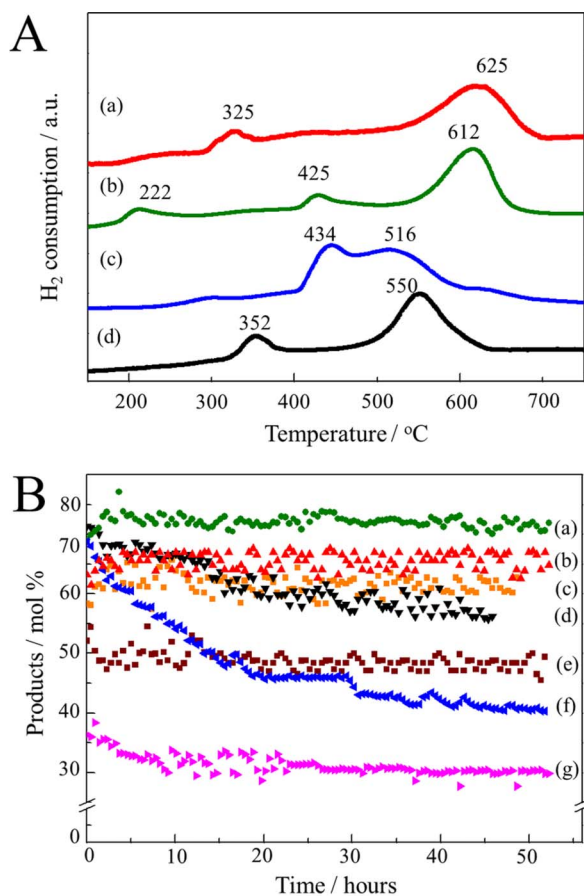 A
H₂ consumption / a.u.
(a)
325
625
(b)
222
425
612
(c)
434
516
(d)
352
550
200 300 400 500 600 700
Temperature / °C
B
Products / mol %
80
70
60
50
40
30
0
(a)
(b)
(c)
(d)
(e)
(f)
(g)
0 10 20 30 40 50
Time / hours